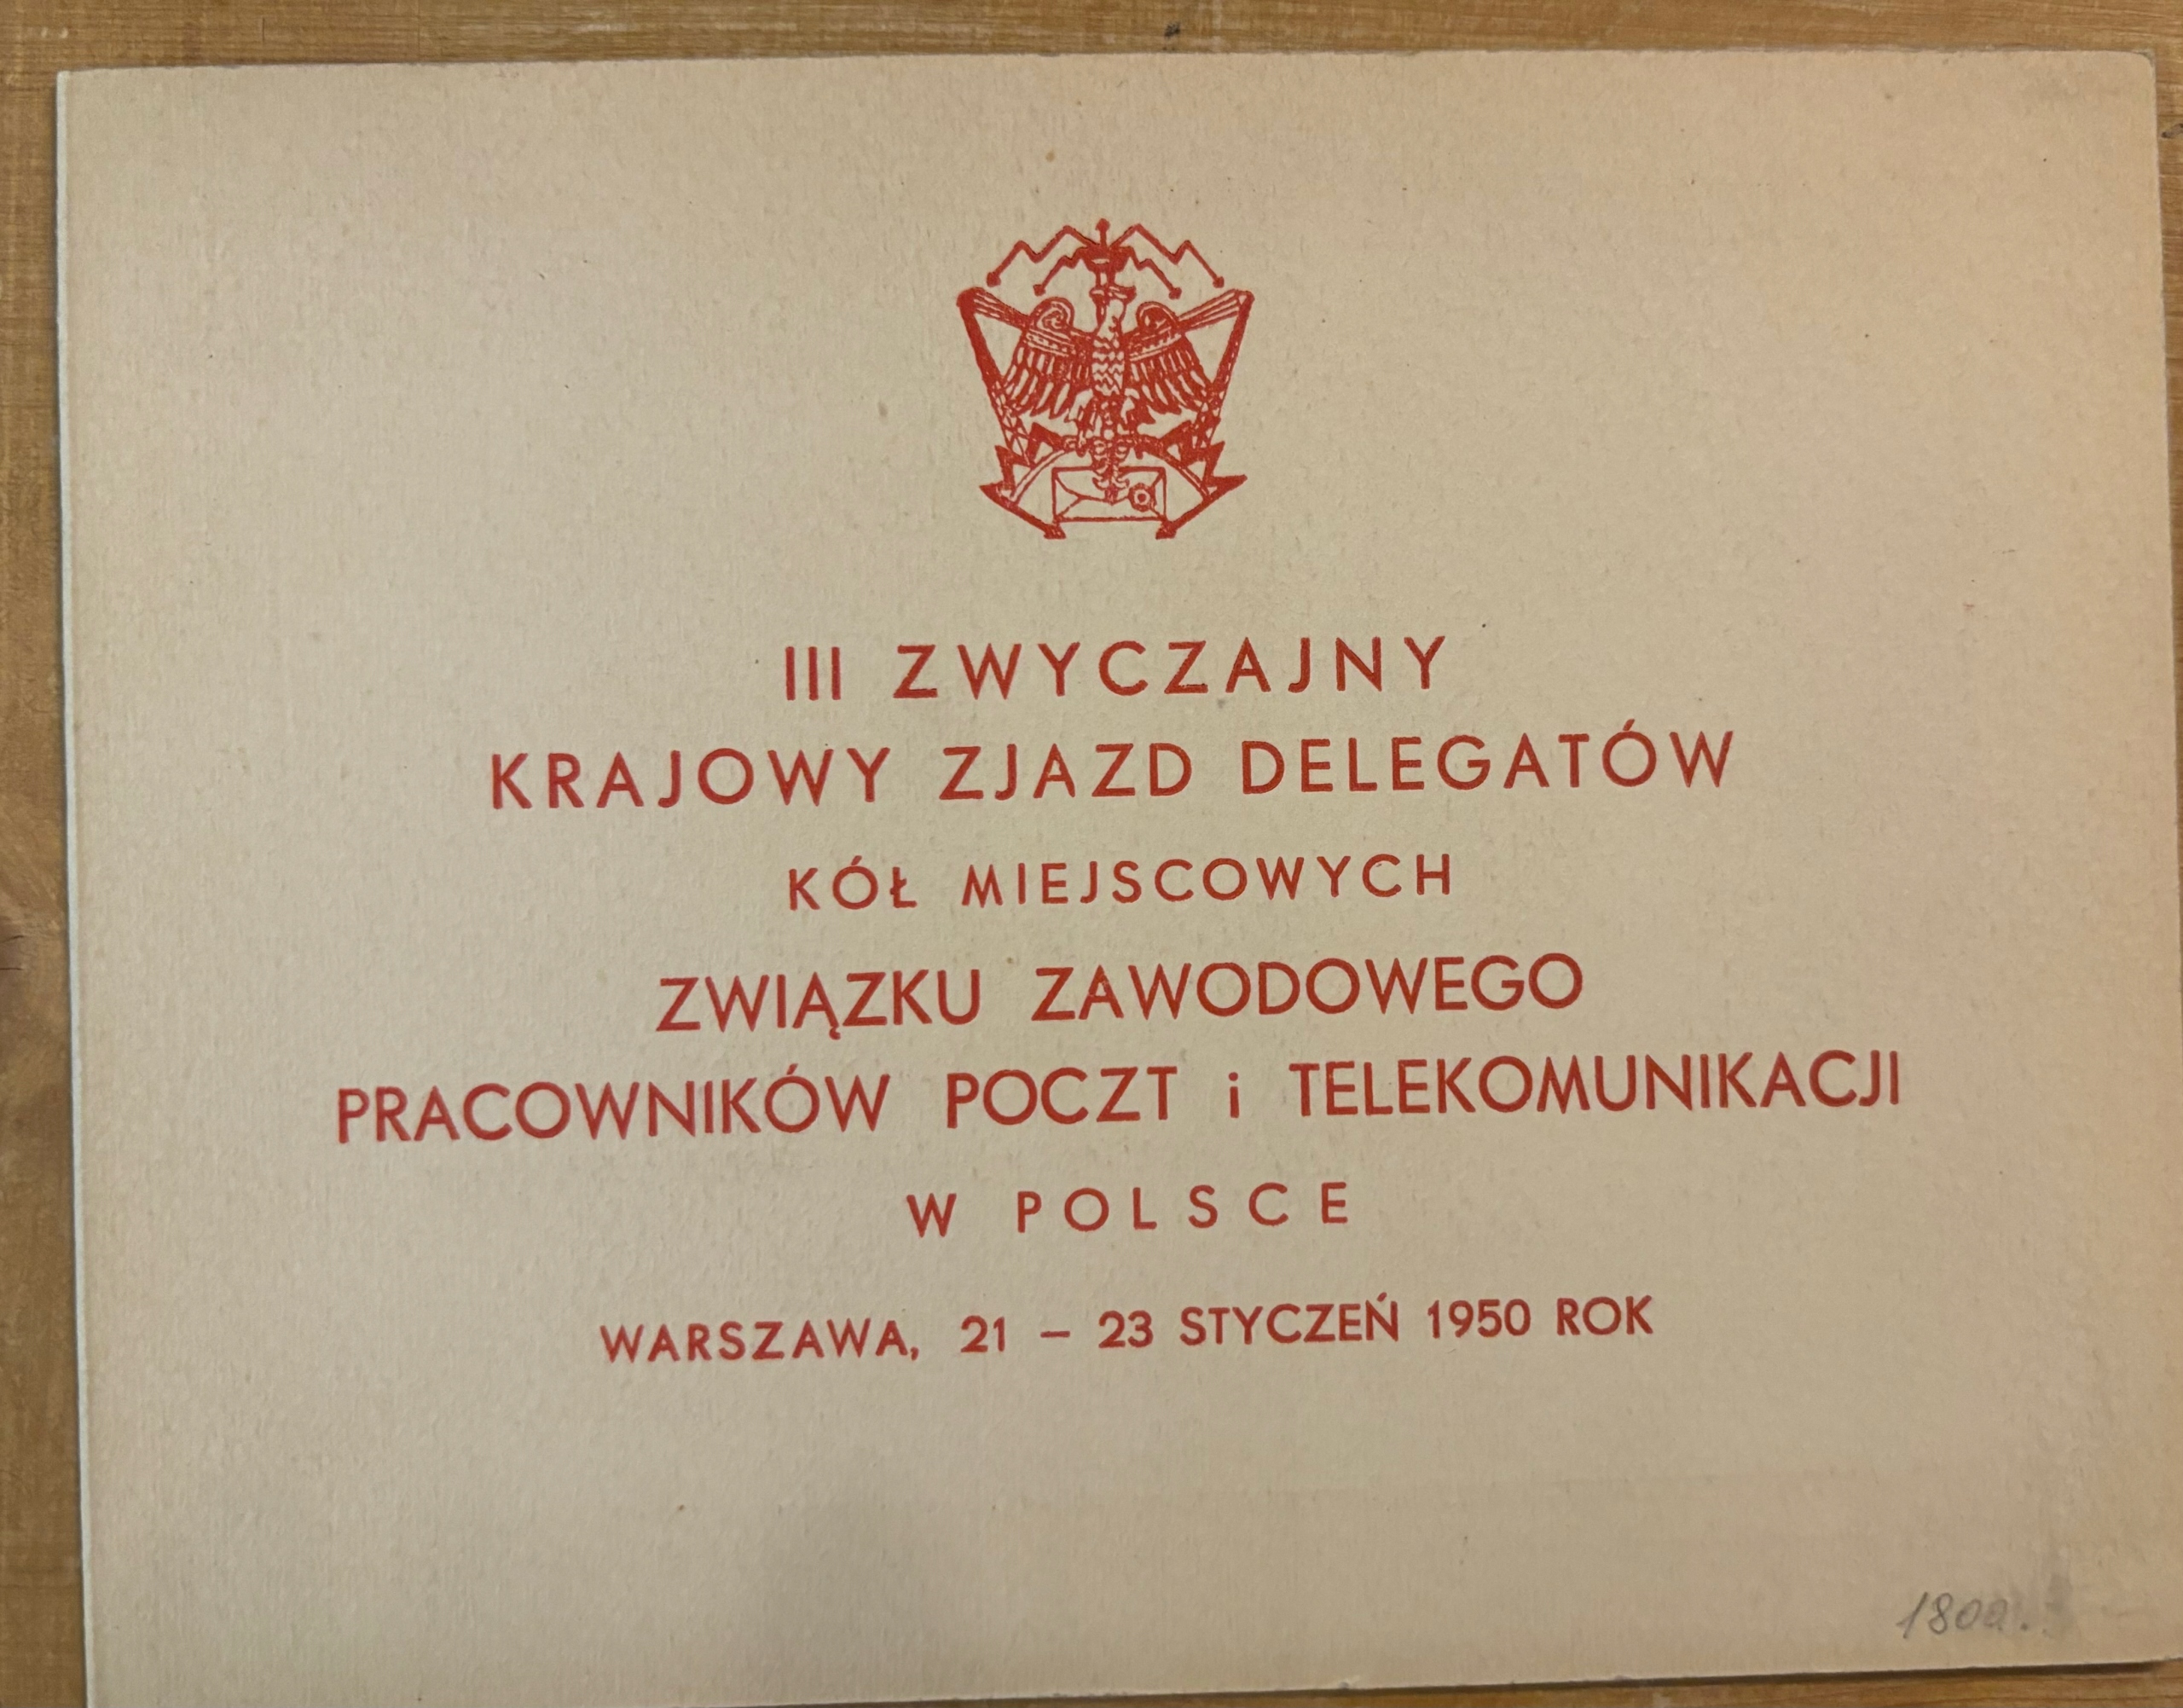 III ZWYCZAJNY
KRAJOWY ZJAZD DELEGATÓW
KÓŁ MIEJSCOWYCH
ZWIĄZKU ZAWODOWEGO
PRACOWNIKÓW POCZT i TELEKOMUNIKACJI
W POLSCE
WARSZAWA, 21 – 23 STYCZEŃ 1950 ROK